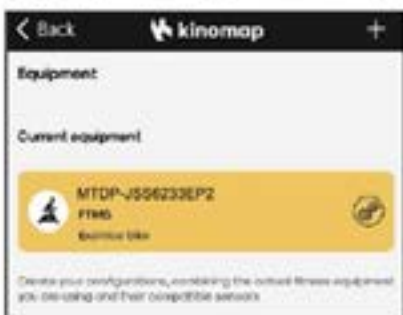 Back kinomap +
Equipment
Current equipment
MTDP-JSS6233EP2
FTMS
Exercise bike
Create your configurations, combining the actual fitness equipment
you are using and their compatible sensors